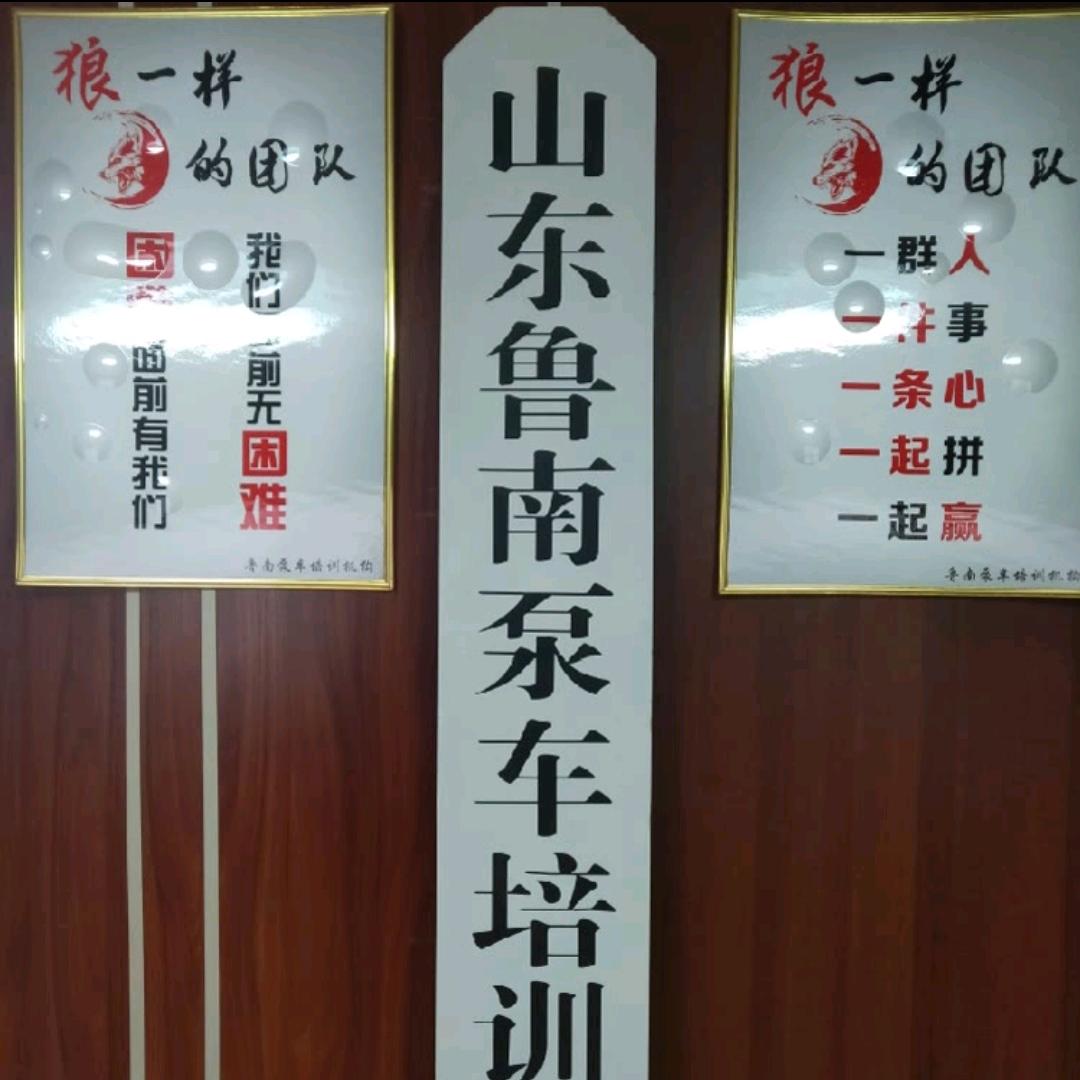 狼一样
的团队
困难面前有我们
我们面前无困难
鲁南泵车培训机构
山东鲁南泵车培训
狼一样
的团队
一群人
一件事
一条心
一起拼
一起赢
鲁南泵车培训机构